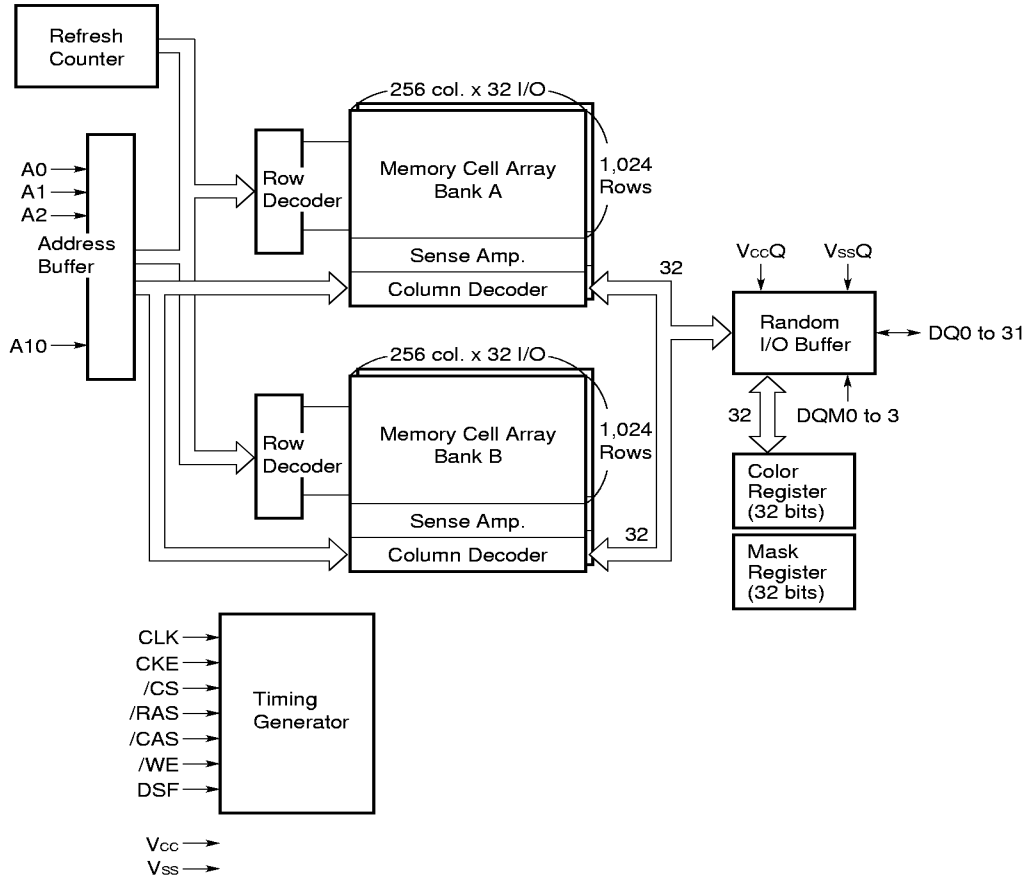 Refresh
Counter
256 col. x 32 I/O
A0
A1
A2
Address
Buffer
A10
Row
Decoder
Memory Cell Array
Bank A
1,024
Rows
Sense Amp.
Column Decoder
32
VccQ
VssQ
Random
I/O Buffer
DQ0 to 31
32
DQM0 to 3
256 col. x 32 I/O
Row
Decoder
Memory Cell Array
Bank B
1,024
Rows
Sense Amp.
Column Decoder
32
Color
Register
(32 bits)
Mask
Register
(32 bits)
CLK
CKE
/CS
/RAS
/CAS
/WE
DSF
Timing
Generator
Vcc
Vss